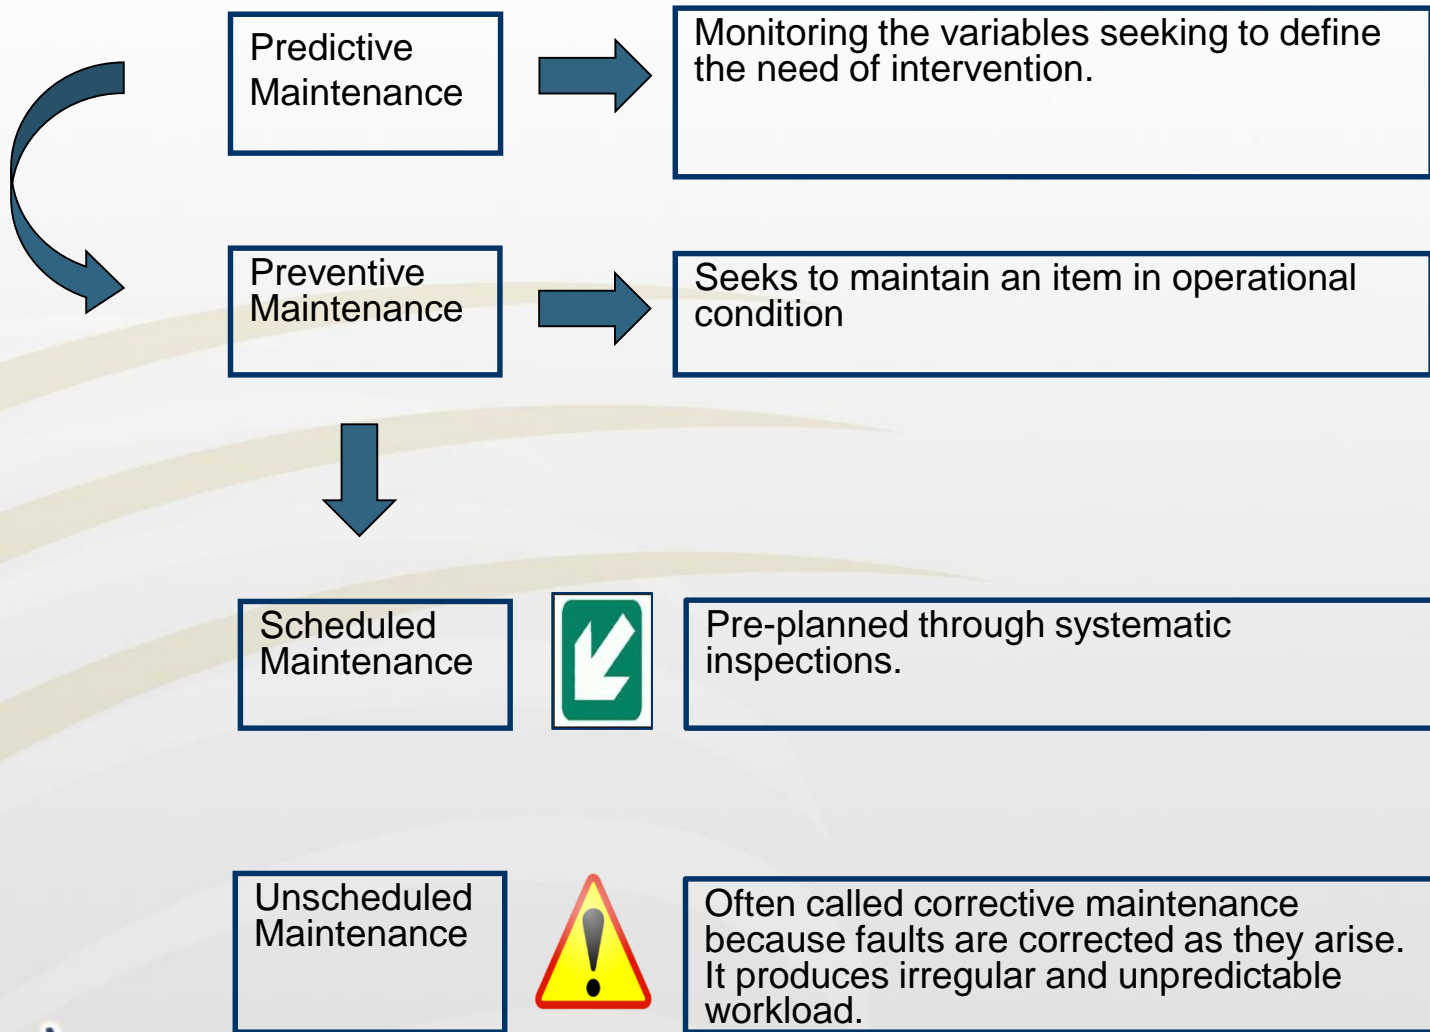 Predictive
Maintenance
Monitoring the variables seeking to define
the need of intervention.
Preventive
Maintenance
Seeks to maintain an item in operational
condition
Scheduled
Maintenance
Pre-planned through systematic
inspections.
Unscheduled
Maintenance
Often called corrective maintenance
because faults are corrected as they arise.
It produces irregular and unpredictable
workload.